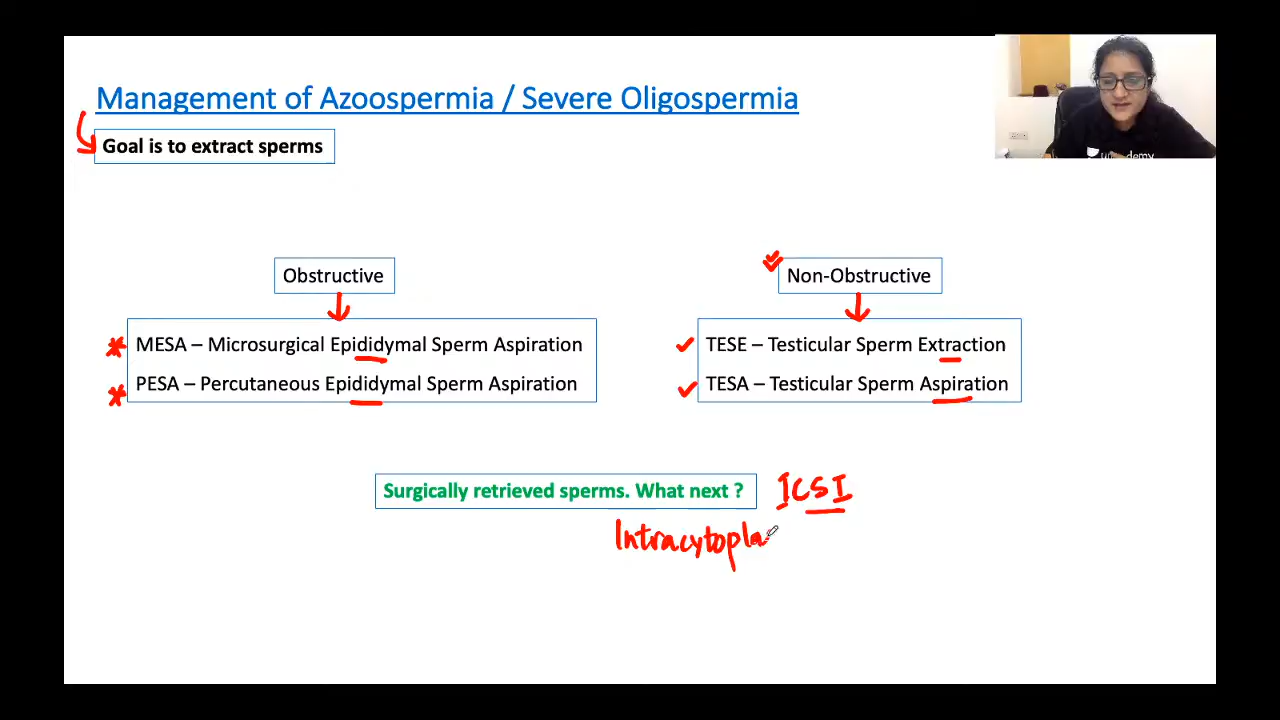 Management of Azoospermia / Severe Oligospermia
Goal is to extract sperms
Obstructive
Non-Obstructive
MESA – Microsurgical Epididymal Sperm Aspiration
PESA – Percutaneous Epididymal Sperm Aspiration
TESE – Testicular Sperm Extraction
TESA – Testicular Sperm Aspiration
Surgically retrieved sperms. What next ?
ICSI
Intracytopla